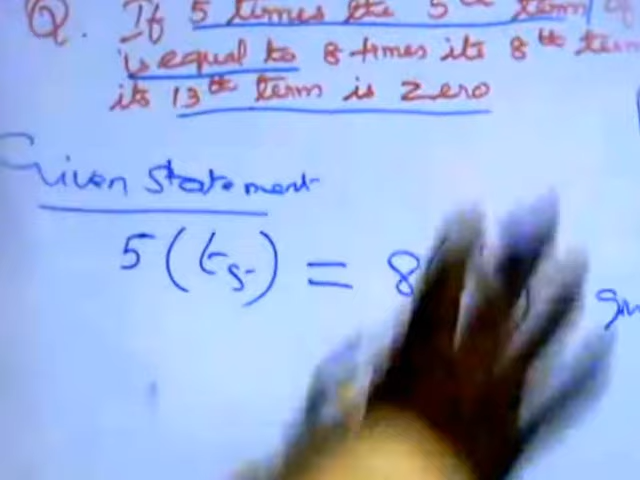 Q. If 5 times the 5th term of
is equal to 8 times its 8th term
its 13th term is zero
Given statement
5(t5) = 8